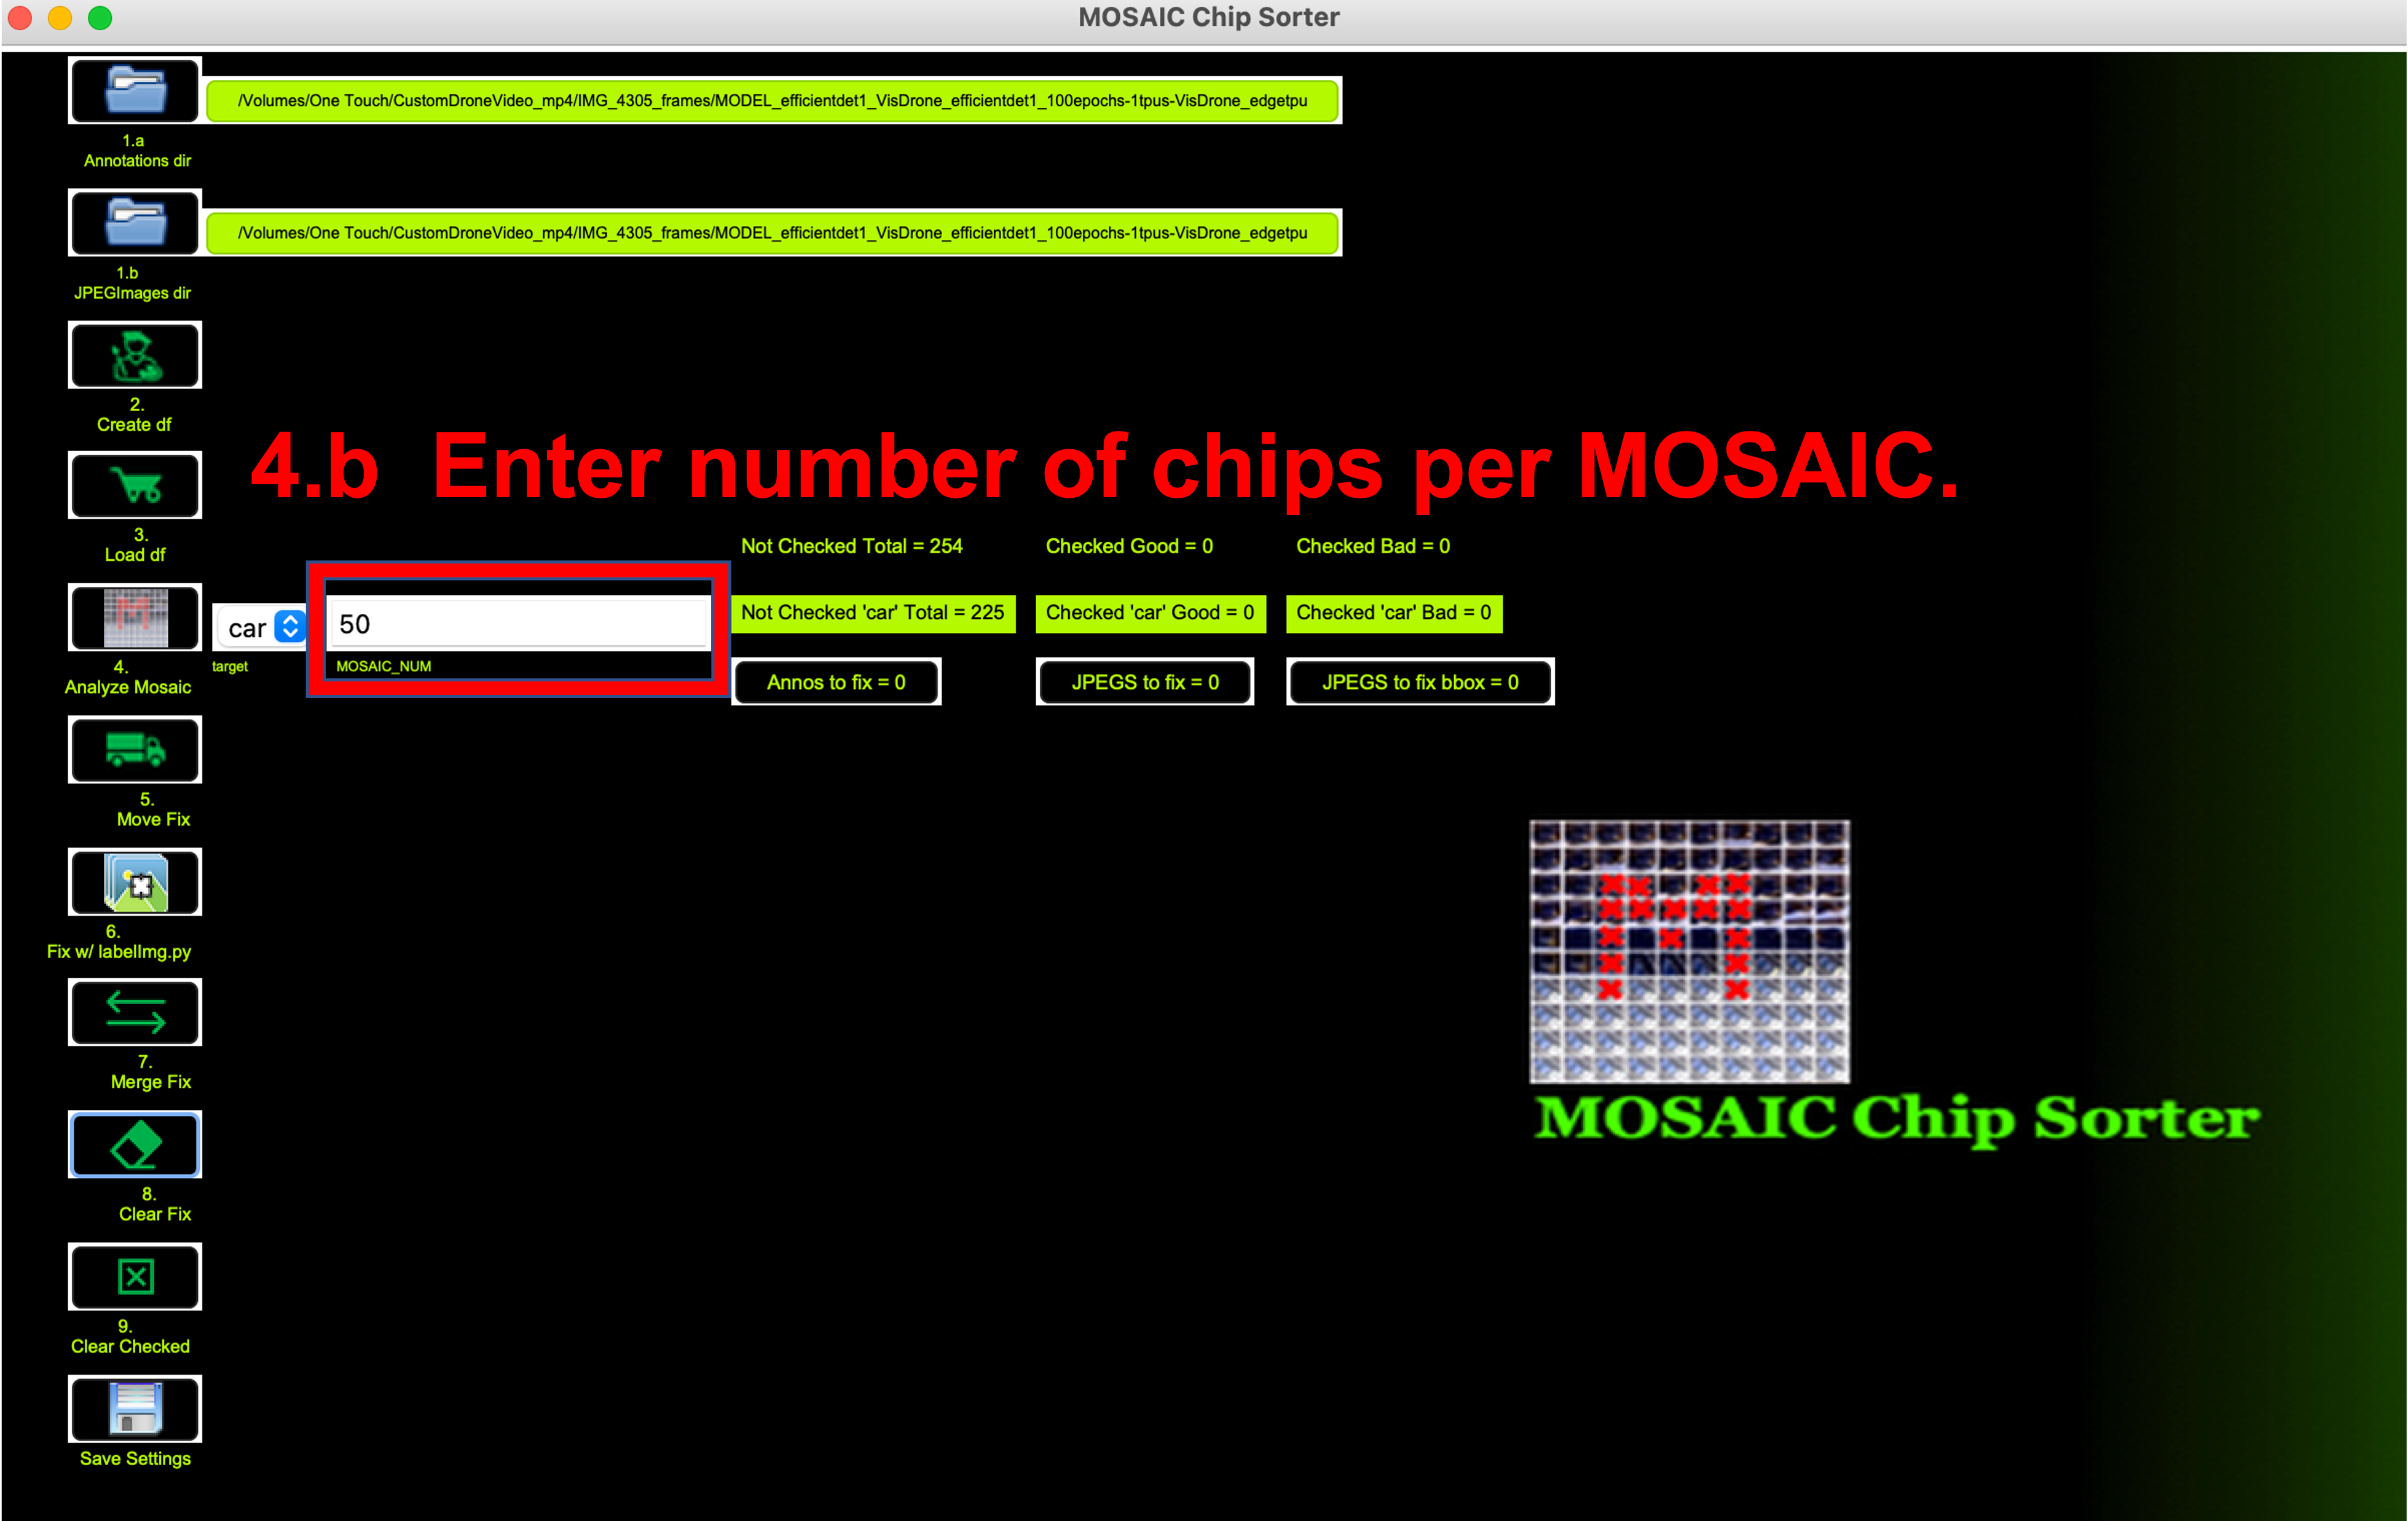 MOSAIC Chip Sorter
/Volumes/One Touch/CustomDroneVideo_mp4/IMG_4305_frames/MODEL_efficientdet1_VisDrone_efficientdet1_100epochs-1tpus-VisDrone_edgetpu
1.a
Annotations dir
/Volumes/One Touch/CustomDroneVideo_mp4/IMG_4305_frames/MODEL_efficientdet1_VisDrone_efficientdet1_100epochs-1tpus-VisDrone_edgetpu
1.b
JPEGImages dir
2.
Create df
4.b Enter number of chips per MOSAIC.
3.
Load df
Not Checked Total = 254
Checked Good = 0
Checked Bad = 0
M
car
50
Not Checked 'car' Total = 225
Checked 'car' Good = 0
Checked 'car' Bad = 0
4.
Analyze Mosaic
target
MOSAIC_NUM
Annos to fix = 0
JPEGS to fix = 0
JPEGS to fix bbox = 0
5.
Move Fix
6.
Fix w/ labelImg.py
7.
Merge Fix
MOSAIC Chip Sorter
8.
Clear Fix
9.
Clear Checked
Save Settings